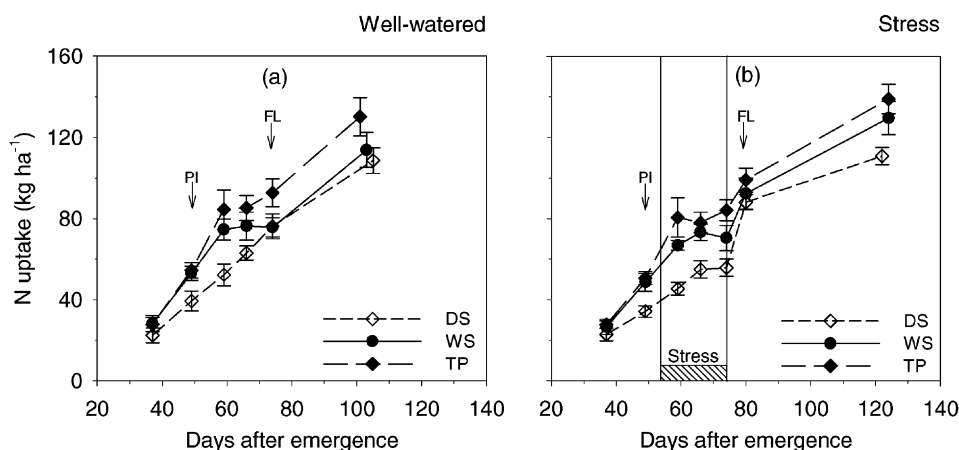 Well-watered
Stress
N uptake (kg ha⁻¹)
160
120
80
40
0
(a)
PI
FL
DS
WS
TP
20
40
60
80
100
120
140
Days after emergence
(b)
PI
FL
Stress
DS
WS
TP
20
40
60
80
100
120
140
Days after emergence